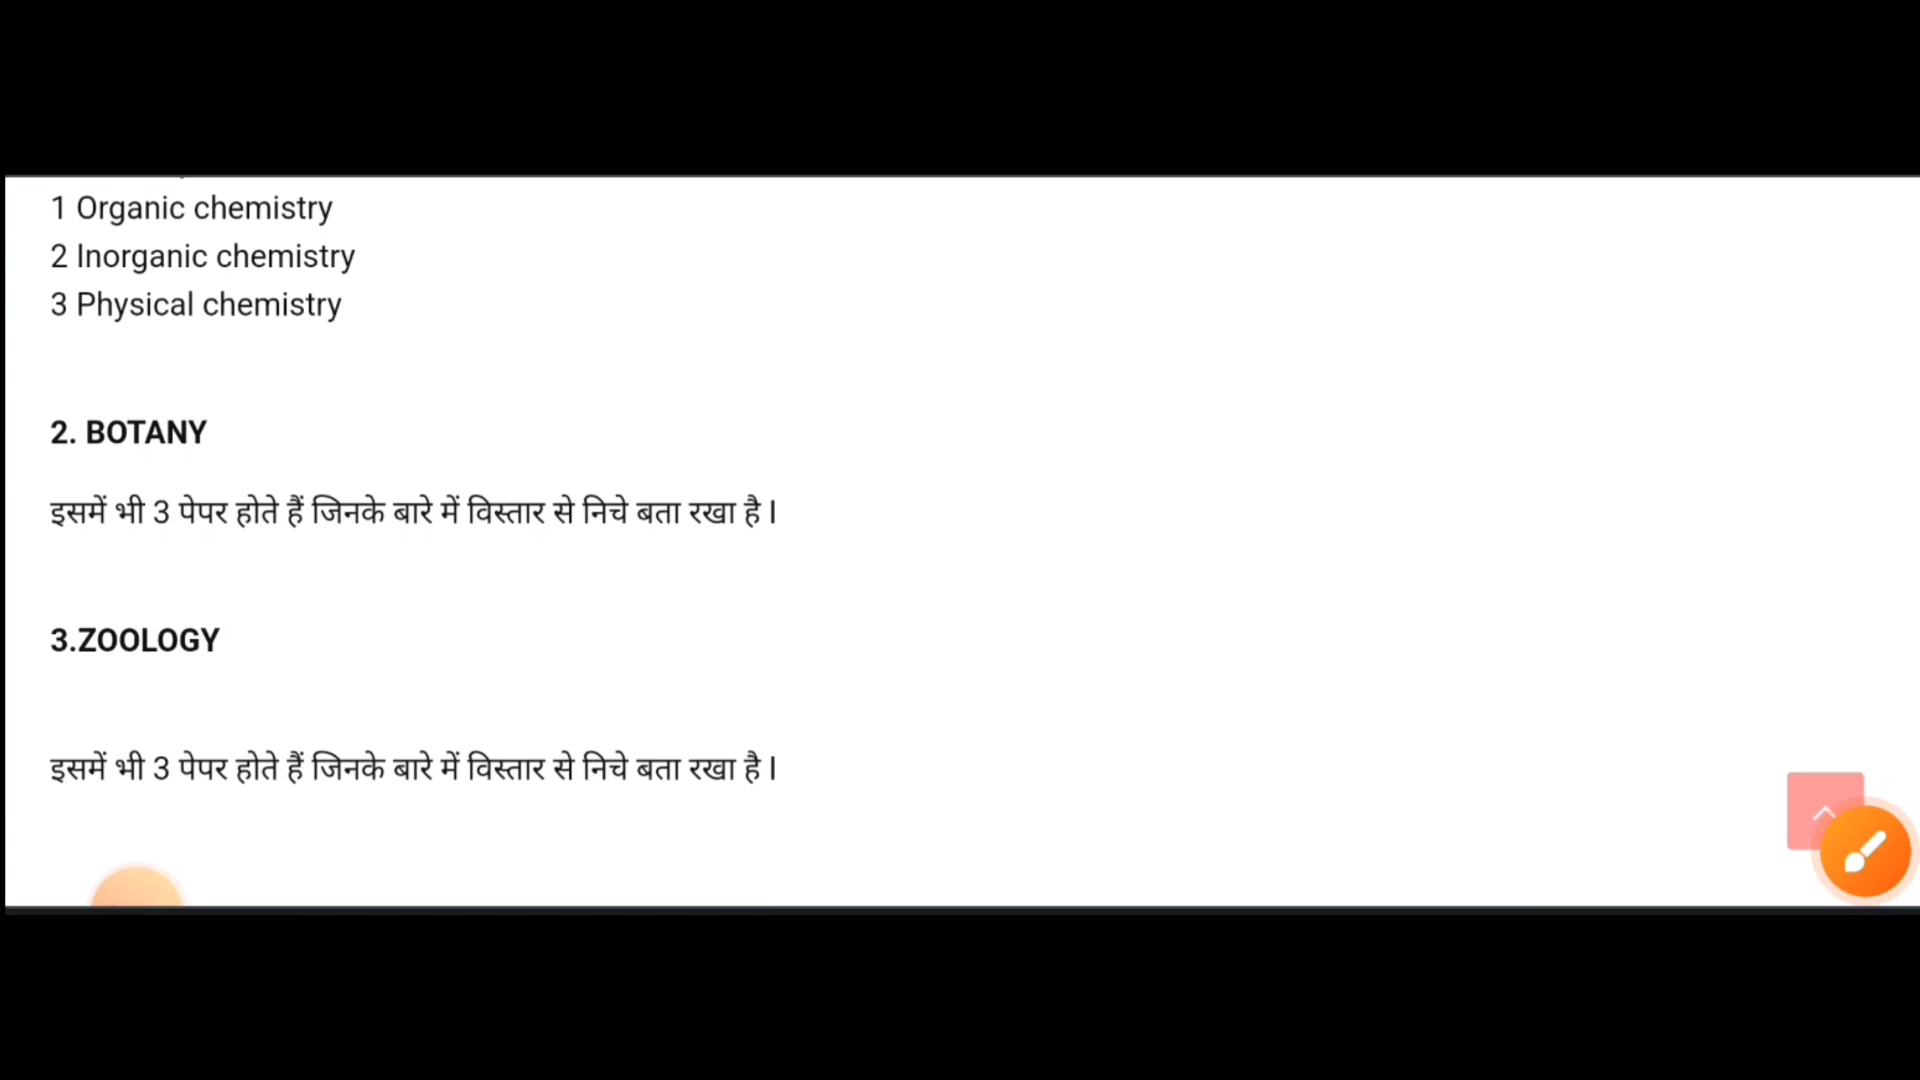 1 Organic chemistry
2 Inorganic chemistry
3 Physical chemistry
2. BOTANY
इसमें भी 3 पेपर होते हैं जिनके बारे में विस्तार से निचे बता रखा है I
3.ZOOLOGY
इसमें भी 3 पेपर होते हैं जिनके बारे में विस्तार से निचे बता रखा है I